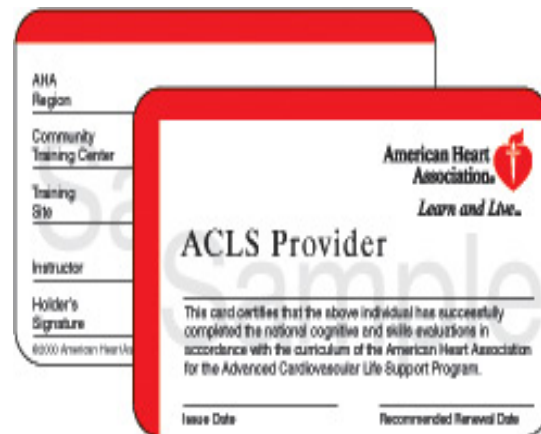 AHA
Region
Community
Training Center
Training
Site
Instructor
Holder's
Signature
©2000 American Heart As
American Heart
Association®
Learn and Live℠
ACLS Provider
Sample
This card certifies that the above individual has successfully
completed the national cognitive and skills evaluations in
accordance with the curriculum of the American Heart Association
for the Advanced Cardiovascular Life Support Program.
Issue Date
Recommended Renewal Date